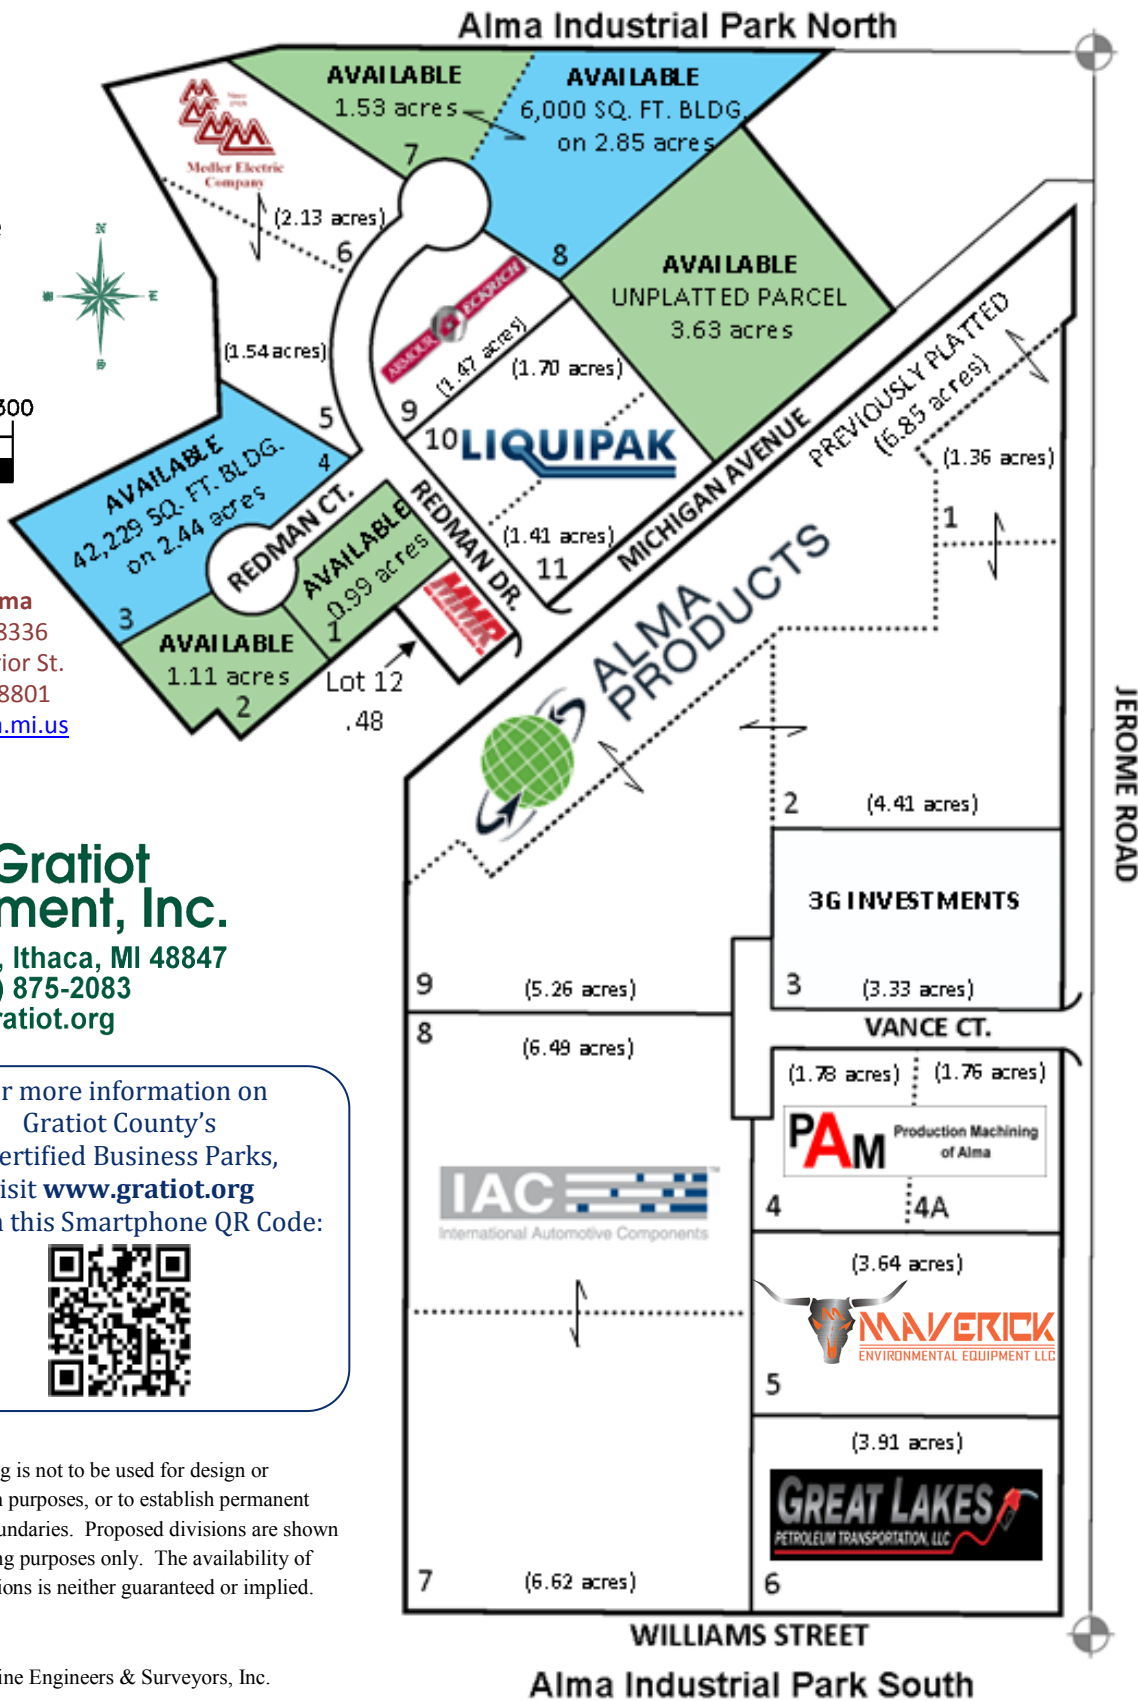 Alma Industrial Park North
AVAILABLE
1.53 acres
AVAILABLE
6,000 SQ. FT. BLDG.
on 2.85 acres
Since
Medler Electric
Company
7
(2.13 acres)
6
8
AVAILABLE
UNPLATTED PARCEL
3.63 acres
N
ARMOUR
ECKRICH
(1.47 acres)
9
(1.54 acres)
5
(1.70 acres)
10
LIQUIPAK
(1.41 acres)
11
300
AVAILABLE
42,229 SQ. FT. BLDG.
on 2.44 acres
4
3
REDMAN CT.
REDMAN DR.
AVAILABLE
0.99 acres
1
MMR
AVAILABLE
1.11 acres
2
Lot 12
.48
MICHIGAN AVENUE
PREVIOUSLY PLATTED
(6.85 acres)
(1.36 acres)
1
ALMA
PRODUCTS
JEROME ROAD
2
(4.41 acres)
3G INVESTMENTS
3
(3.33 acres)
VANCE CT.
9
(5.26 acres)
8
(6.49 acres)
IAC
International Automotive Components
(1.78 acres)
(1.76 acres)
PAM
Production Machining
of Alma
4
4A
(3.64 acres)
MAVERICK
ENVIRONMENTAL EQUIPMENT LLC
5
(3.91 acres)
GREAT LAKES
PETROLEUM TRANSPORTATION, LLC
6
7
(6.62 acres)
WILLIAMS STREET
Alma Industrial Park South
ma
8336
ior St.
8801
.mi.us
Gratiot
ment, Inc.
, Ithaca, MI 48847
) 875-2083
ratiot.org
r more information on
Gratiot County's
ertified Business Parks,
isit www.gratiot.org
n this Smartphone QR Code:
g is not to be used for design or
n purposes, or to establish permanent
undaries. Proposed divisions are shown
ng purposes only. The availability of
ions is neither guaranteed or implied.
ine Engineers & Surveyors, Inc.